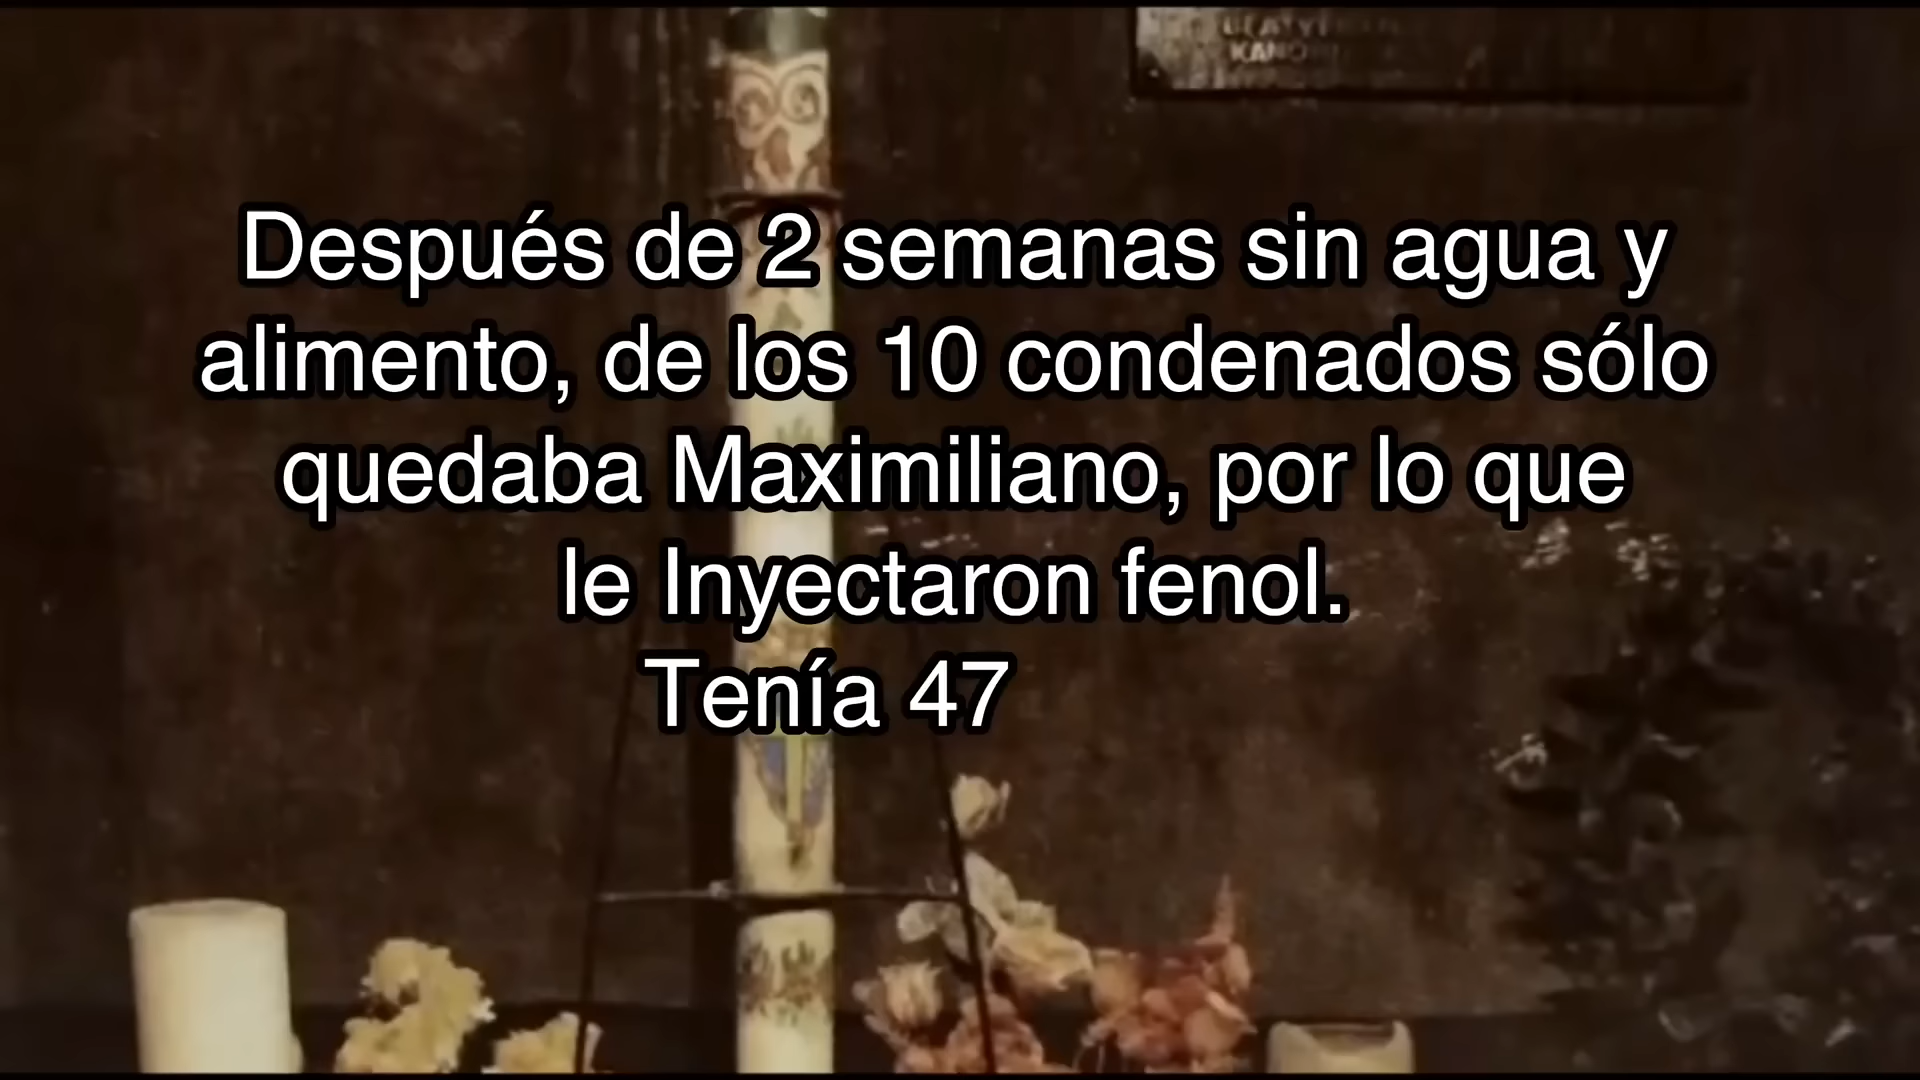 Después de 2 semanas sin agua y
alimento, de los 10 condenados sólo
quedaba Maximiliano, por lo que
le Inyectaron fenol.
Tenía 47